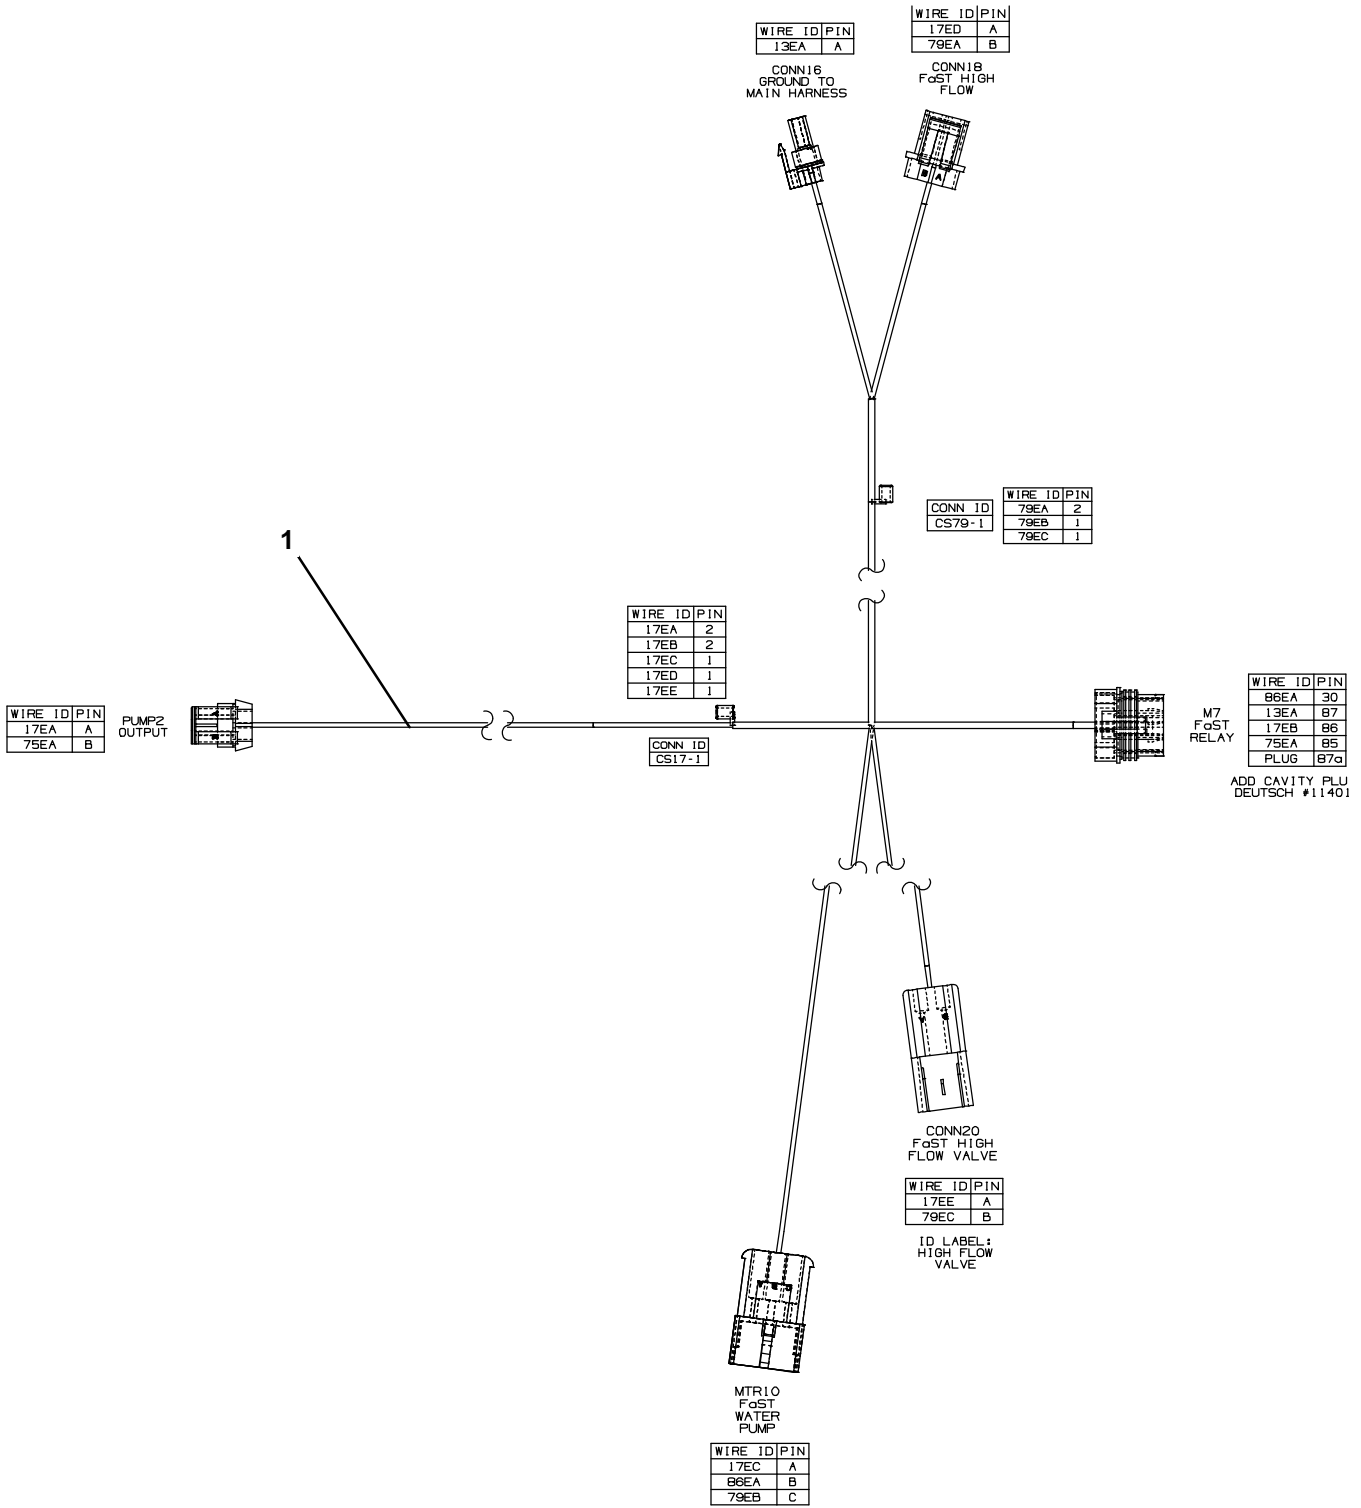 WIRE ID PIN
13EA A
CONN16
GROUND TO
MAIN HARNESS
WIRE ID PIN
17ED A
79EA B
CONN18
FaST HIGH
FLOW
B A
CONN ID
CS79-1
WIRE ID PIN
79EA 2
79EB 1
79EC 1
1
WIRE ID PIN
17EA 2
17EB 2
17EC 1
17ED 1
17EE 1
CONN ID
CS17-1
WIRE ID PIN
17EA A
75EA B
PUMP2
OUTPUT
M7
FaST
RELAY
WIRE ID PIN
86EA 30
13EA 87
17EB 86
75EA 85
PLUG 87a
ADD CAVITY PLU
DEUTSCH #11401
CONN20
FaST HIGH
FLOW VALVE
WIRE ID PIN
17EE A
79EC B
ID LABEL:
HIGH FLOW
VALVE
MTR10
FaST
WATER
PUMP
WIRE ID PIN
17EC A
86EA B
79EB C